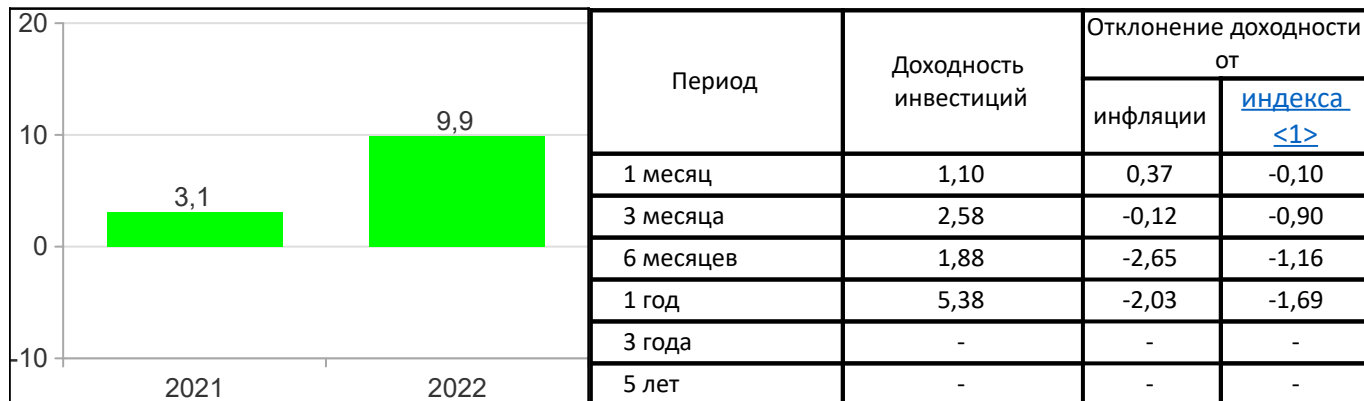 20
10
0
-10
3,1
9,9
2021
2022
Период
Доходность
инвестиций
Отклонение доходности
от
инфляции
индекса
<1>
1 месяц 1,10 0,37 -0,10
3 месяца 2,58 -0,12 -0,90
6 месяцев 1,88 -2,65 -1,16
1 год 5,38 -2,03 -1,69
3 года - - -
5 лет - - -